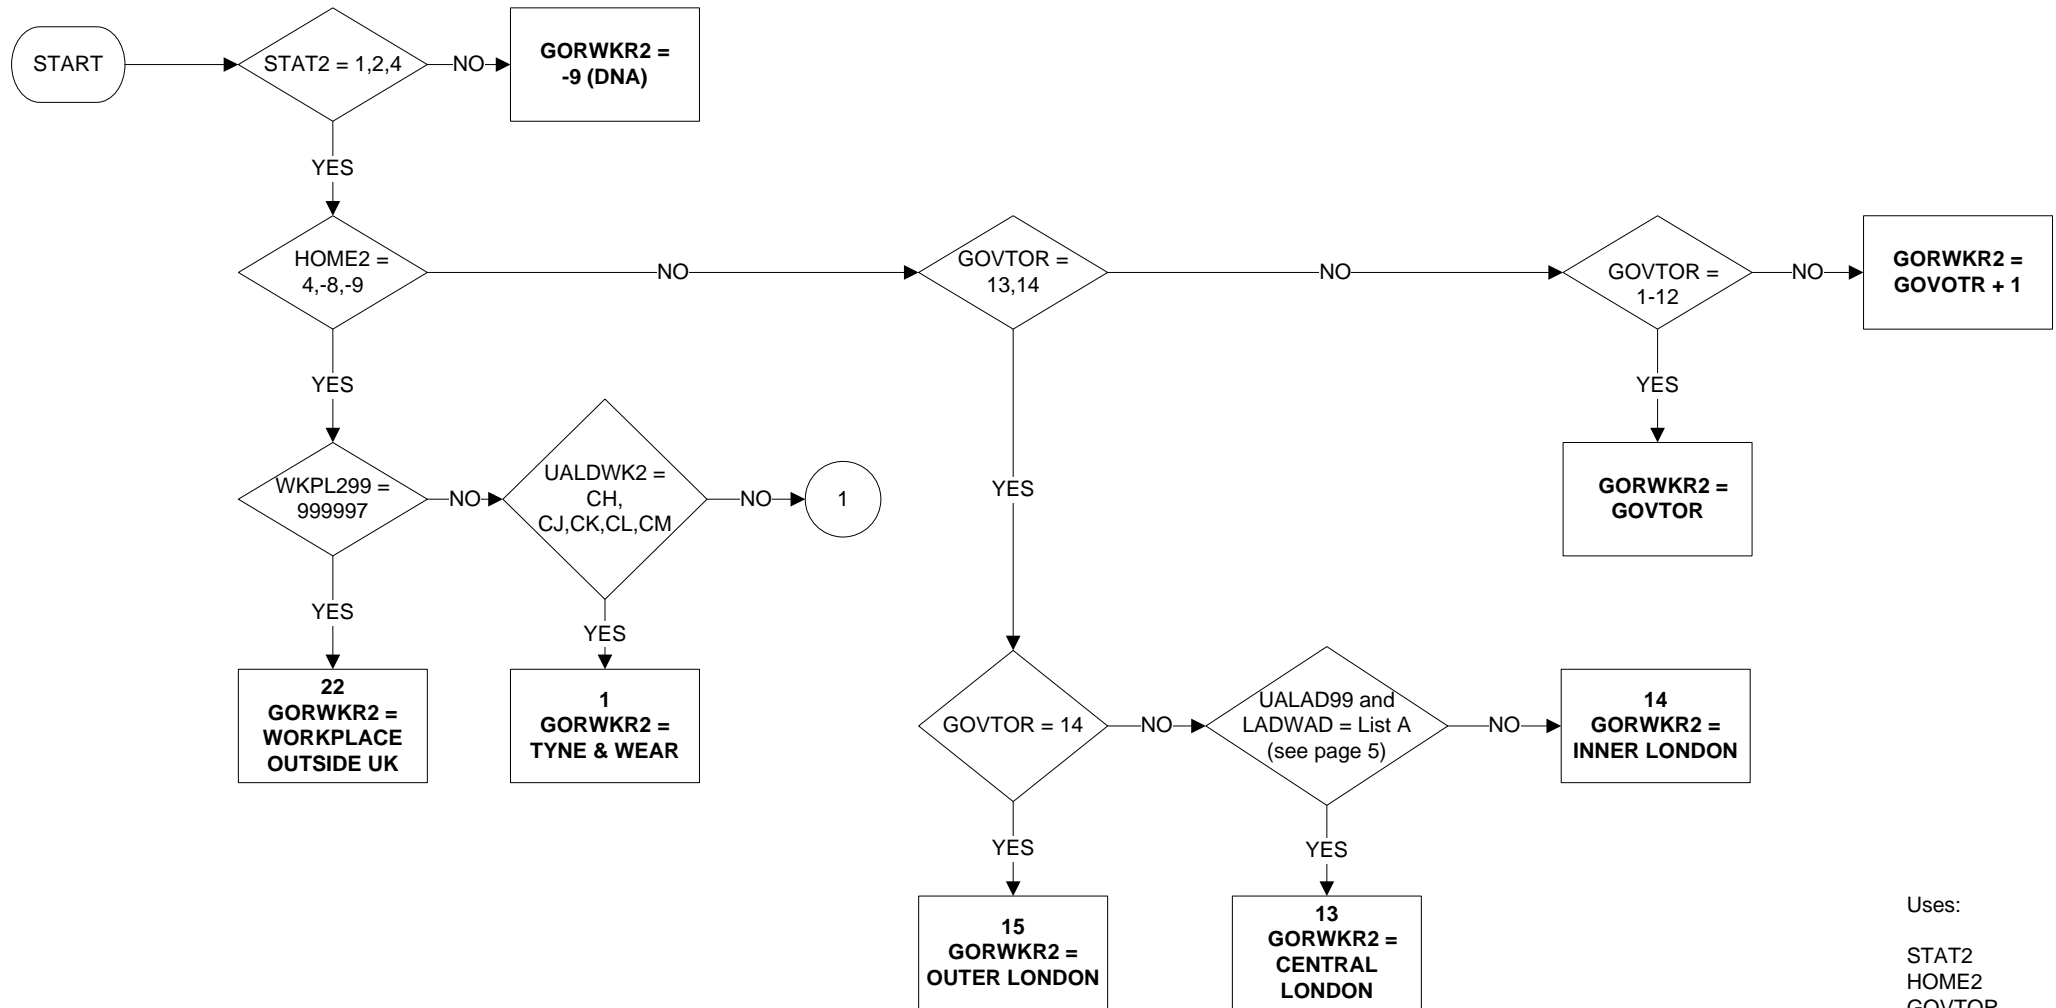 START
STAT2 = 1,2,4
NO
GORWKR2 =
-9 (DNA)
YES
HOME2 =
4,-8,-9
NO
GOVTOR =
13,14
NO
GOVTOR =
1-12
NO
GORWKR2 =
GOVOTR + 1
YES
YES
YES
WKPL299 =
999997
NO
UALDWK2 =
CH,
CJ,CK,CL,CM
NO
1
GORWKR2 =
GOVTOR
YES
YES
22
GORWKR2 =
WORKPLACE
OUTSIDE UK
1
GORWKR2 =
TYNE & WEAR
GOVTOR = 14
NO
UALAD99 and
LADWAD = List A
(see page 5)
NO
14
GORWKR2 =
INNER LONDON
YES
YES
15
GORWKR2 =
OUTER LONDON
13
GORWKR2 =
CENTRAL
LONDON
Uses:
STAT2
HOME2
GOVTOR